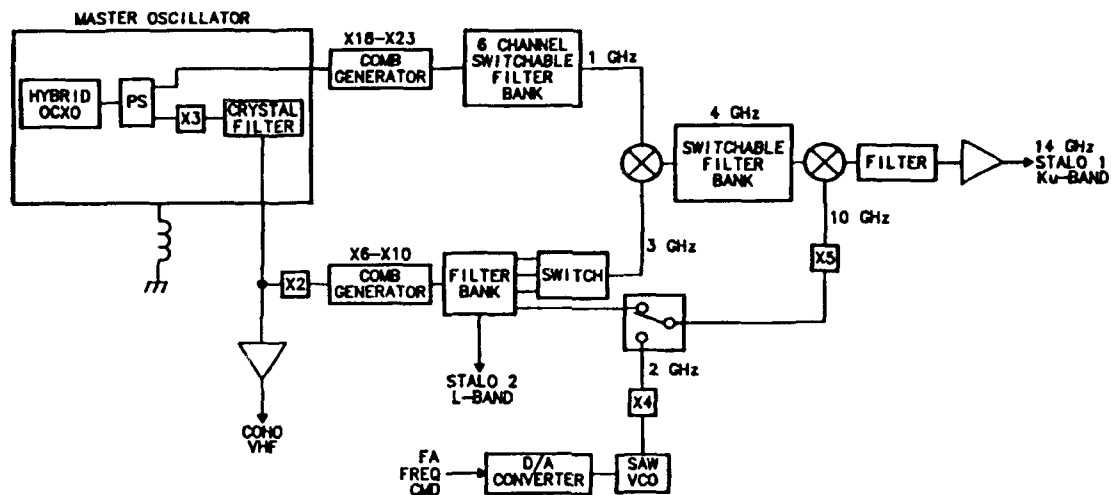 MASTER OSCILLATOR
HYBRID
OCXO
PS
X3
CRYSTAL
FILTER
X18-X23
COMB
GENERATOR
6 CHANNEL
SWITCHABLE
FILTER
BANK
1 GHz
4 GHz
SWITCHABLE
FILTER
BANK
FILTER
14 GHz
STALO 1
Ku-BAND
10 GHz
X5
3 GHz
X2
X6-X10
COMB
GENERATOR
FILTER
BANK
SWITCH
STALO 2
L-BAND
2 GHz
X4
COHO
VHF
FA
FREQ
CMD
D/A
CONVERTER
SAW
VCO